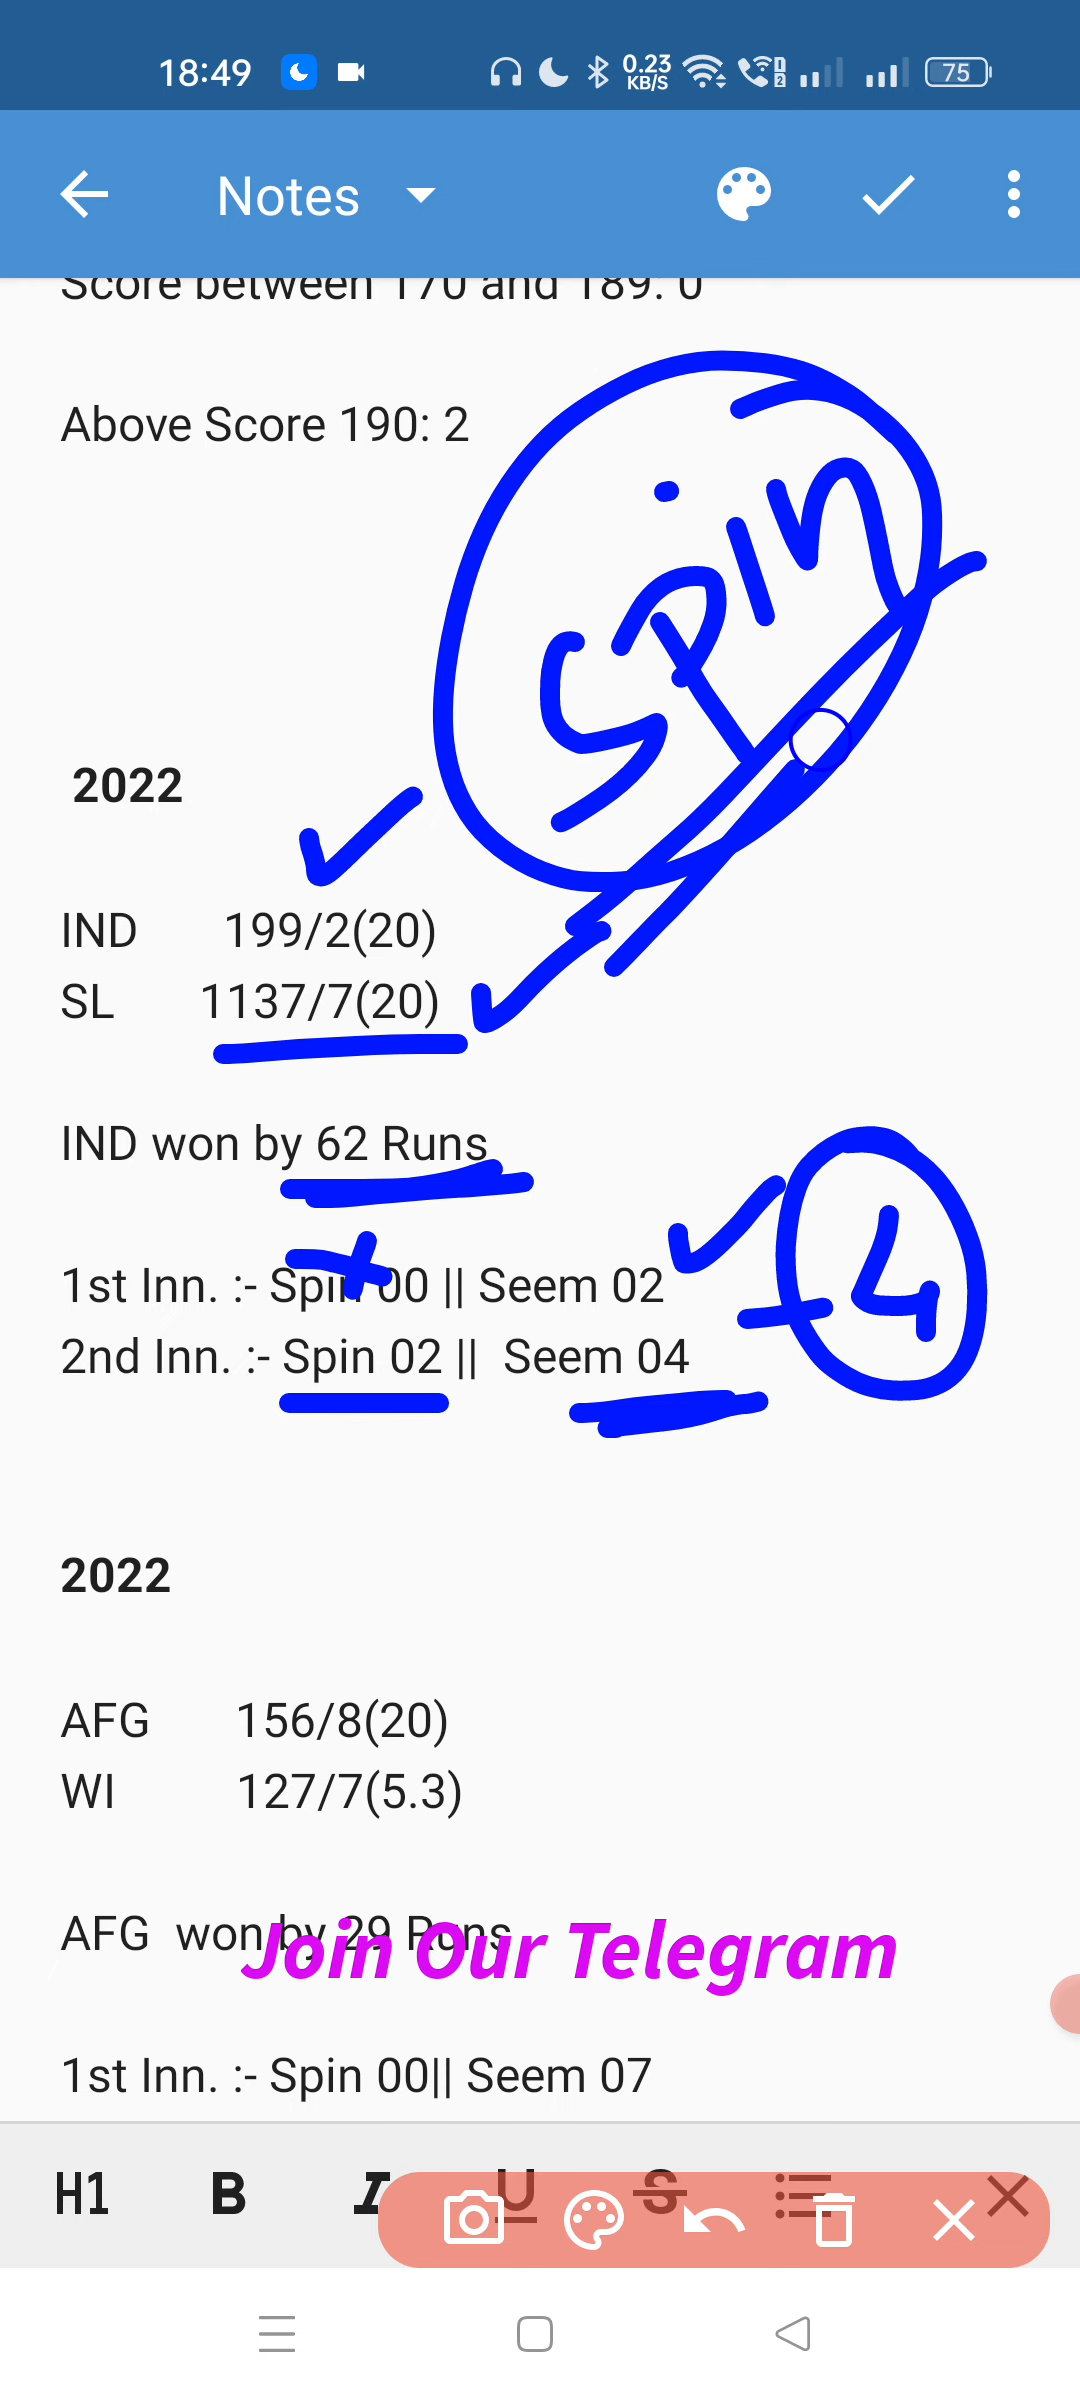 18:49
0.23
KB/S
1
2
75
Notes
Score between 170 and 189: 0
Above Score 190: 2
SPIN
2022
IND 199/2(20)
SL 1137/7(20)
IND won by 62 Runs
1st Inn. :- Spin 00 || Seem 02
4
2nd Inn. :- Spin 02 || Seem 04
2022
AFG 156/8(20)
WI 127/7(5.3)
AFG won by 29 Runs
Join Our Telegram
1st Inn. :- Spin 00|| Seem 07
H1 B I U S